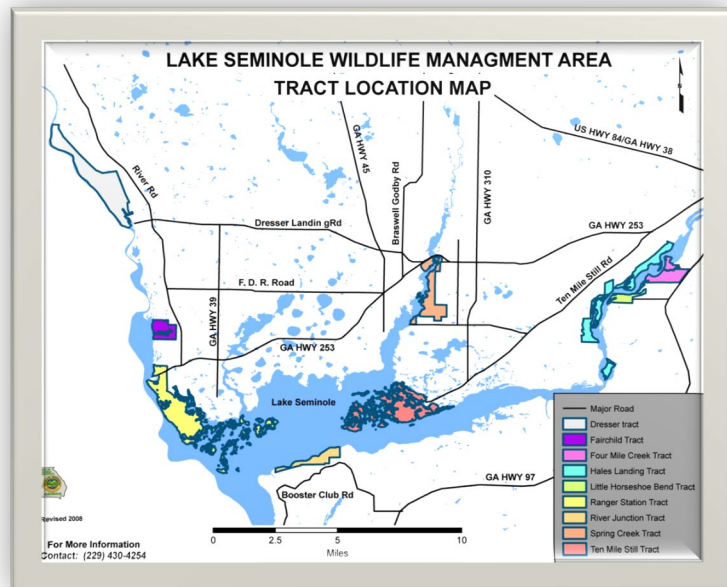 LAKE SEMINOLE WILDLIFE MANAGMENT AREA
TRACT LOCATION MAP
US HWY 84/GA HWY 38
GA HWY 45
Braswell Godby Rd
GA HWY 310
River Rd
Dresser Landin gRd
GA HWY 253
Ten Mile Still Rd
F. D. R. Road
GA HWY 39
GA HWY 253
Lake Seminole
GA HWY 97
Booster Club Rd
Major Road
Dresser tract
Fairchild Tract
Four Mile Creek Tract
Hales Landing Tract
Little Horseshoe Bend Tract
Ranger Station Tract
River Junction Tract
Spring Creek Tract
Ten Mile Still Tract
Revised 2008
0 2.5 5 10
Miles
For More Information
Contact: (229) 430-4254